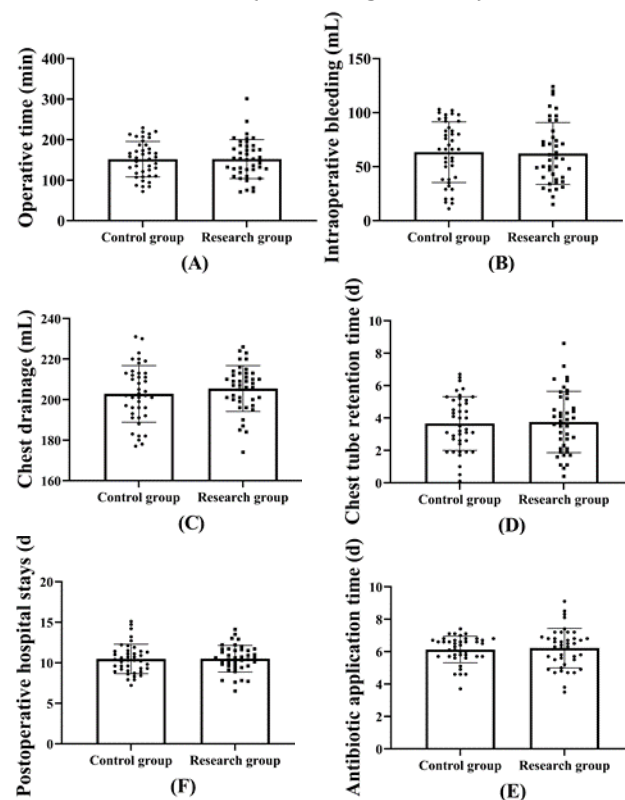 Operative time (min)
400
300
200
100
0
Control group Research group
(A)
Intraoperative bleeding (mL)
150
100
50
0
Control group Research group
(B)
Chest drainage (mL)
240
220
200
180
160
Control group Research group
(C)
Chest tube retention time (d)
10
8
6
4
2
0
Control group Research group
(D)
Postoperative hospital stays (d
20
15
10
5
0
Control group Research group
(F)
Antibiotic application time (d)
10
8
6
4
2
0
Control group Research group
(E)